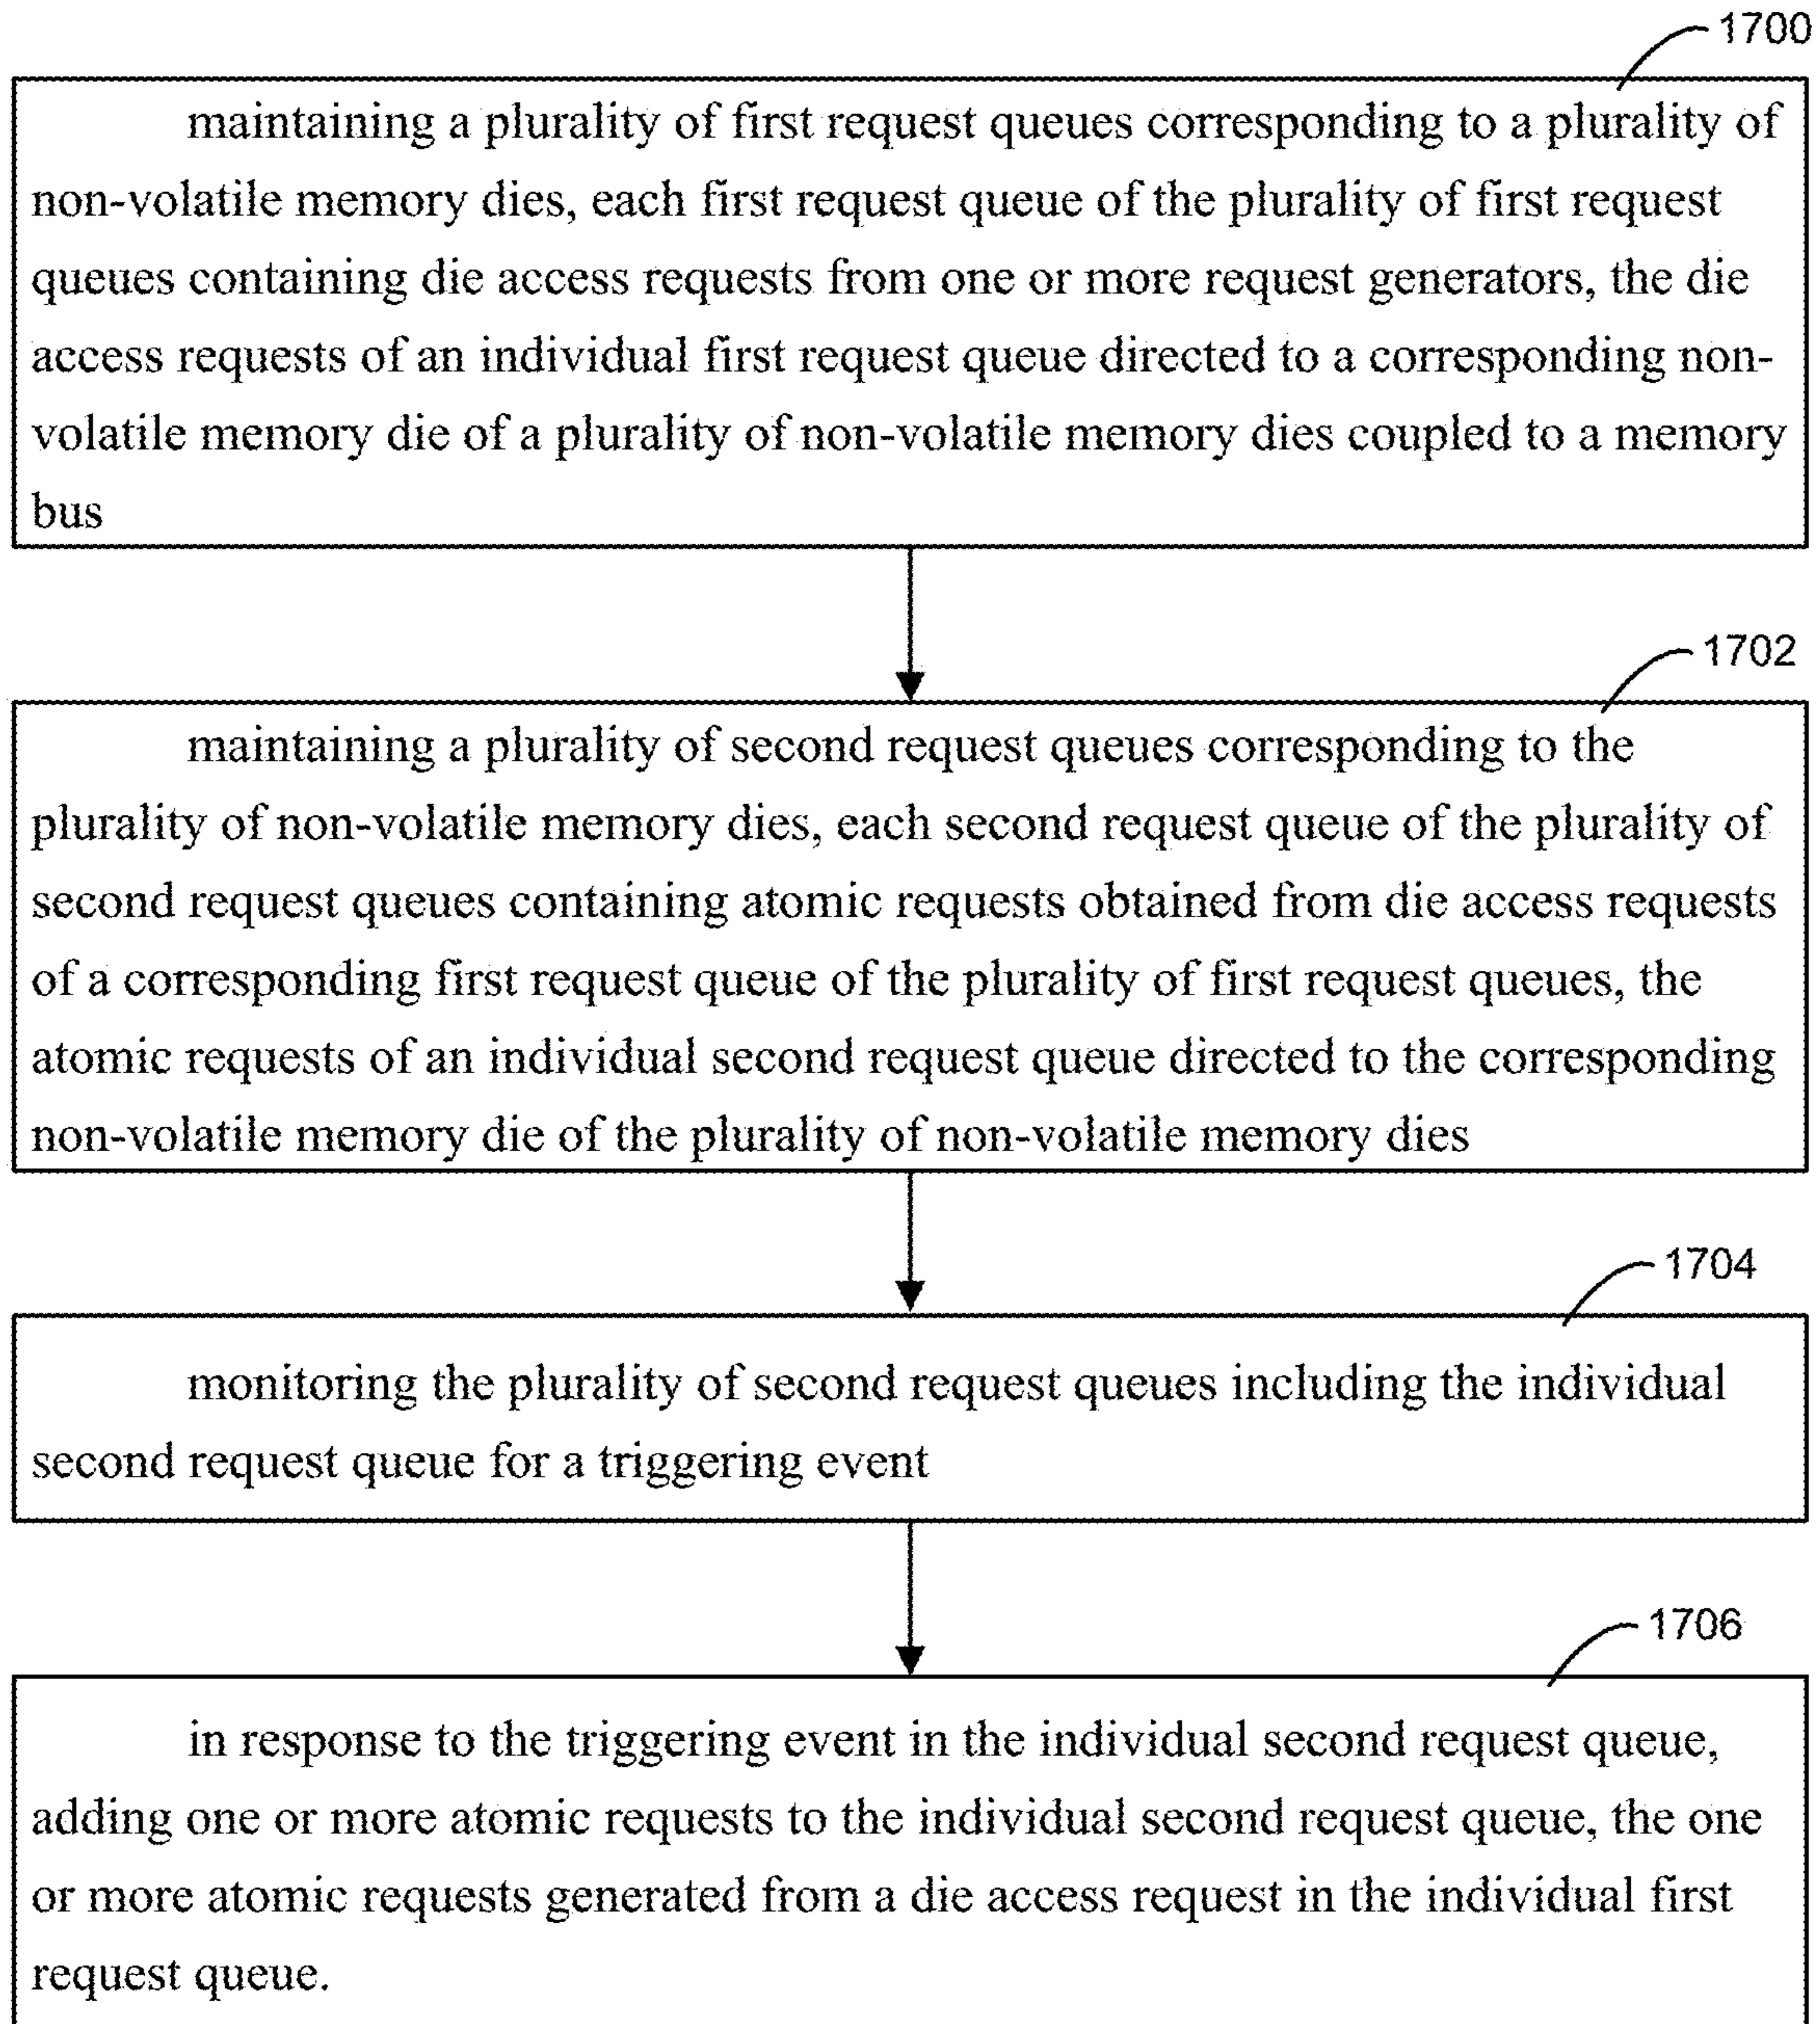 1700
maintaining a plurality of first request queues corresponding to a plurality of
non-volatile memory dies, each first request queue of the plurality of first request
queues containing die access requests from one or more request generators, the die
access requests of an individual first request queue directed to a corresponding non-
volatile memory die of a plurality of non-volatile memory dies coupled to a memory
bus
1702
maintaining a plurality of second request queues corresponding to the
plurality of non-volatile memory dies, each second request queue of the plurality of
second request queues containing atomic requests obtained from die access requests
of a corresponding first request queue of the plurality of first request queues, the
atomic requests of an individual second request queue directed to the corresponding
non-volatile memory die of the plurality of non-volatile memory dies
1704
monitoring the plurality of second request queues including the individual
second request queue for a triggering event
1706
in response to the triggering event in the individual second request queue,
adding one or more atomic requests to the individual second request queue, the one
or more atomic requests generated from a die access request in the individual first
request queue.